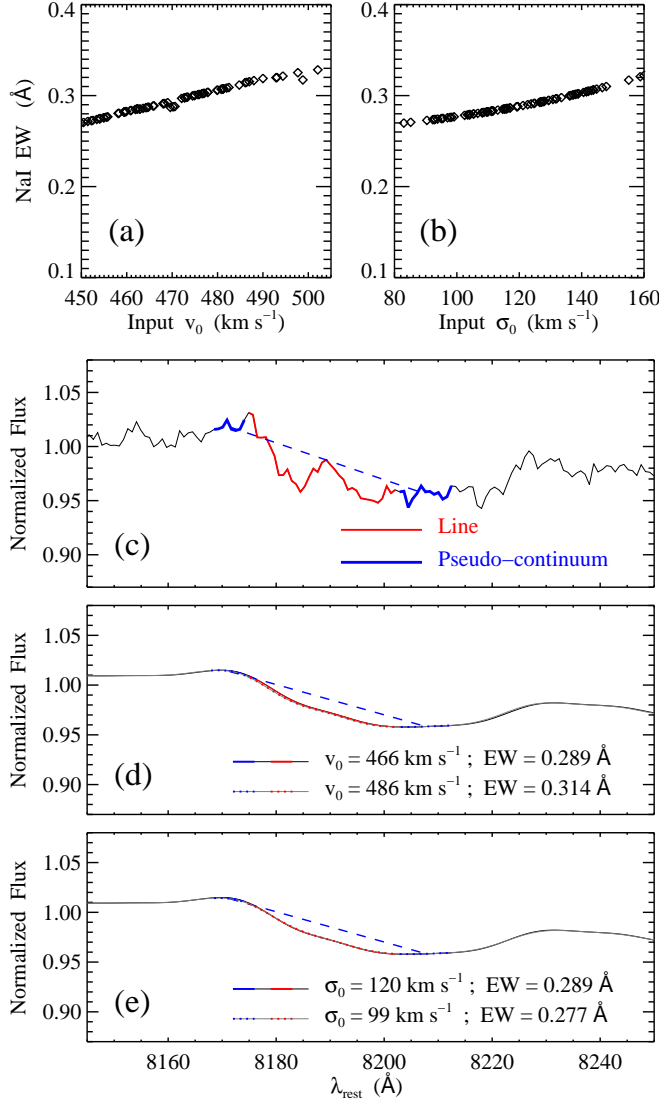 NaI EW (Å)
0.4
0.3
0.2
0.1
(a)
450 460 470 480 490 500
Input v₀ (km s⁻¹)
0.4
0.3
0.2
0.1
(b)
80 100 120 140 160
Input σ₀ (km s⁻¹)
Normalized Flux
1.05
1.00
0.95
0.90
(c)
Line
Pseudo−continuum
Normalized Flux
1.05
1.00
0.95
0.90
(d)
v₀ = 466 km s⁻¹ ; EW = 0.289 Å
v₀ = 486 km s⁻¹ ; EW = 0.314 Å
Normalized Flux
1.05
1.00
0.95
0.90
(e)
σ₀ = 120 km s⁻¹ ; EW = 0.289 Å
σ₀ = 99 km s⁻¹ ; EW = 0.277 Å
8160 8180 8200 8220 8240
λrest (Å)